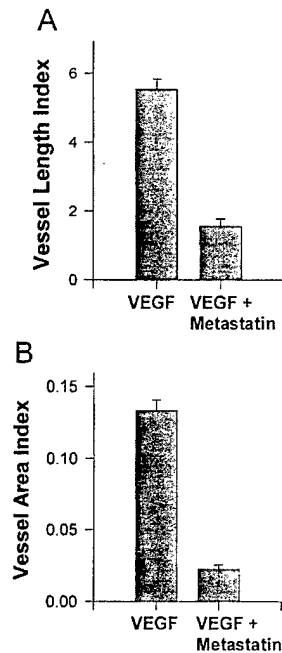 A
Vessel Length Index
6
4
2
0
VEGF
VEGF +
Metastatin
B
Vessel Area Index
0.15
0.10
0.05
0.00
VEGF
VEGF +
Metastatin